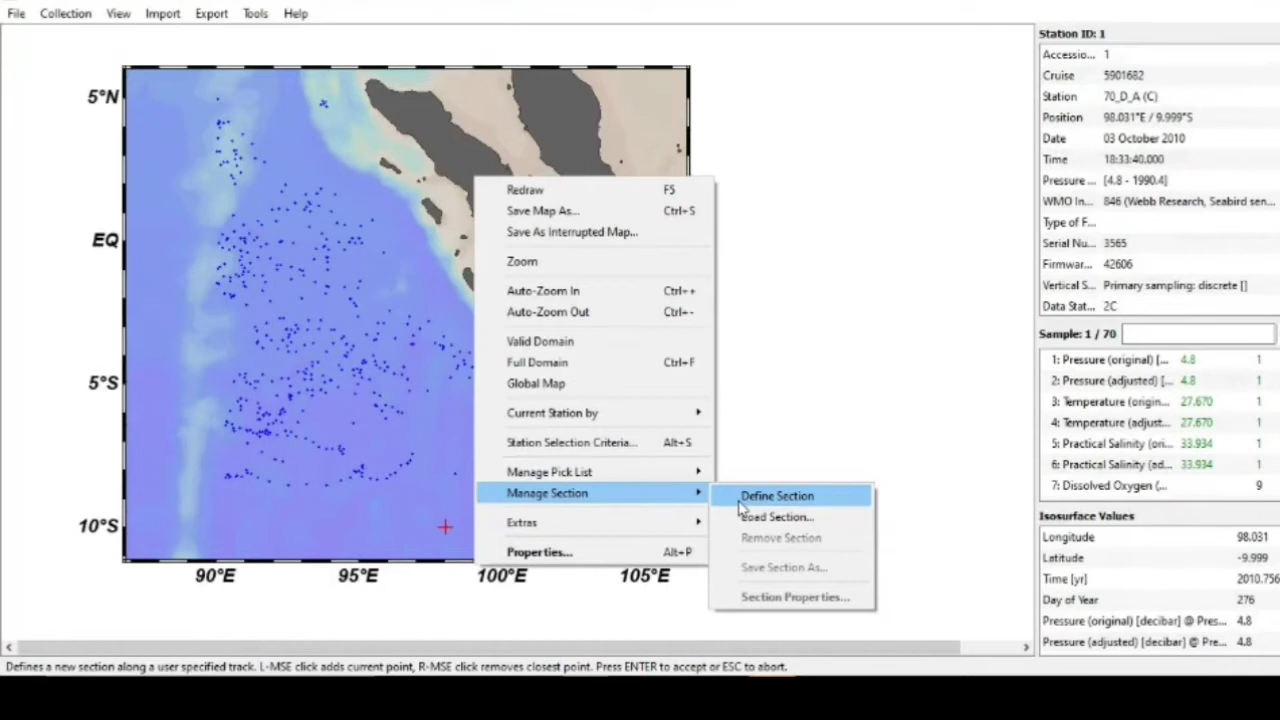 File Collection View Import Export Tools Help
5°N
EQ
5°S
10°S
90°E 95°E 100°E 105°E
Redraw F5
Save Map As... Ctrl+S
Save As Interrupted Map...
Zoom
Auto-Zoom In Ctrl++
Auto-Zoom Out Ctrl+-
Valid Domain
Full Domain Ctrl+F
Global Map
Current Station by
Station Selection Criteria... Alt+S
Manage Pick List
Manage Section
Extras
Properties... Alt+P
Define Section
Load Section...
Remove Section
Save Section As...
Section Properties...
Station ID: 1
Accessio... 1
Cruise 5901682
Station 70_D_A (C)
Position 98.031°E / 9.999°S
Date 03 October 2010
Time 18:33:40.000
Pressure ... [4.8 - 1990.4]
WMO In... 846 (Webb Research, Seabird sen...
Type of F...
Serial Nu... 3565
Firmwar... 42606
Vertical S... Primary sampling: discrete []
Data Stat... 2C
Sample: 1 / 70
1: Pressure (original) [... 4.8 1
2: Pressure (adjusted) [... 4.8 1
3: Temperature (origin... 27.670 1
4: Temperature (adjust... 27.670 1
5: Practical Salinity (ori... 33.934 1
6: Practical Salinity (ad... 33.934 1
7: Dissolved Oxygen (... 9
Isosurface Values
Longitude 98.031
Latitude -9.999
Time [yr] 2010.756
Day of Year 276
Pressure (original) [decibar] @ Pres... 4.8
Pressure (adjusted) [decibar] @ Pre... 4.8
Defines a new section along a user specified track. L-MSE click adds current point, R-MSE click removes closest point. Press ENTER to accept or ESC to abort.